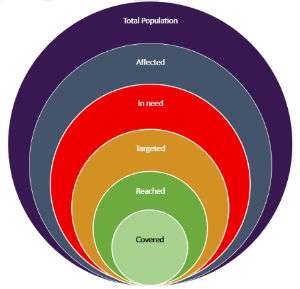 Total Population
Affected
In need
Targeted
Reached
Covered